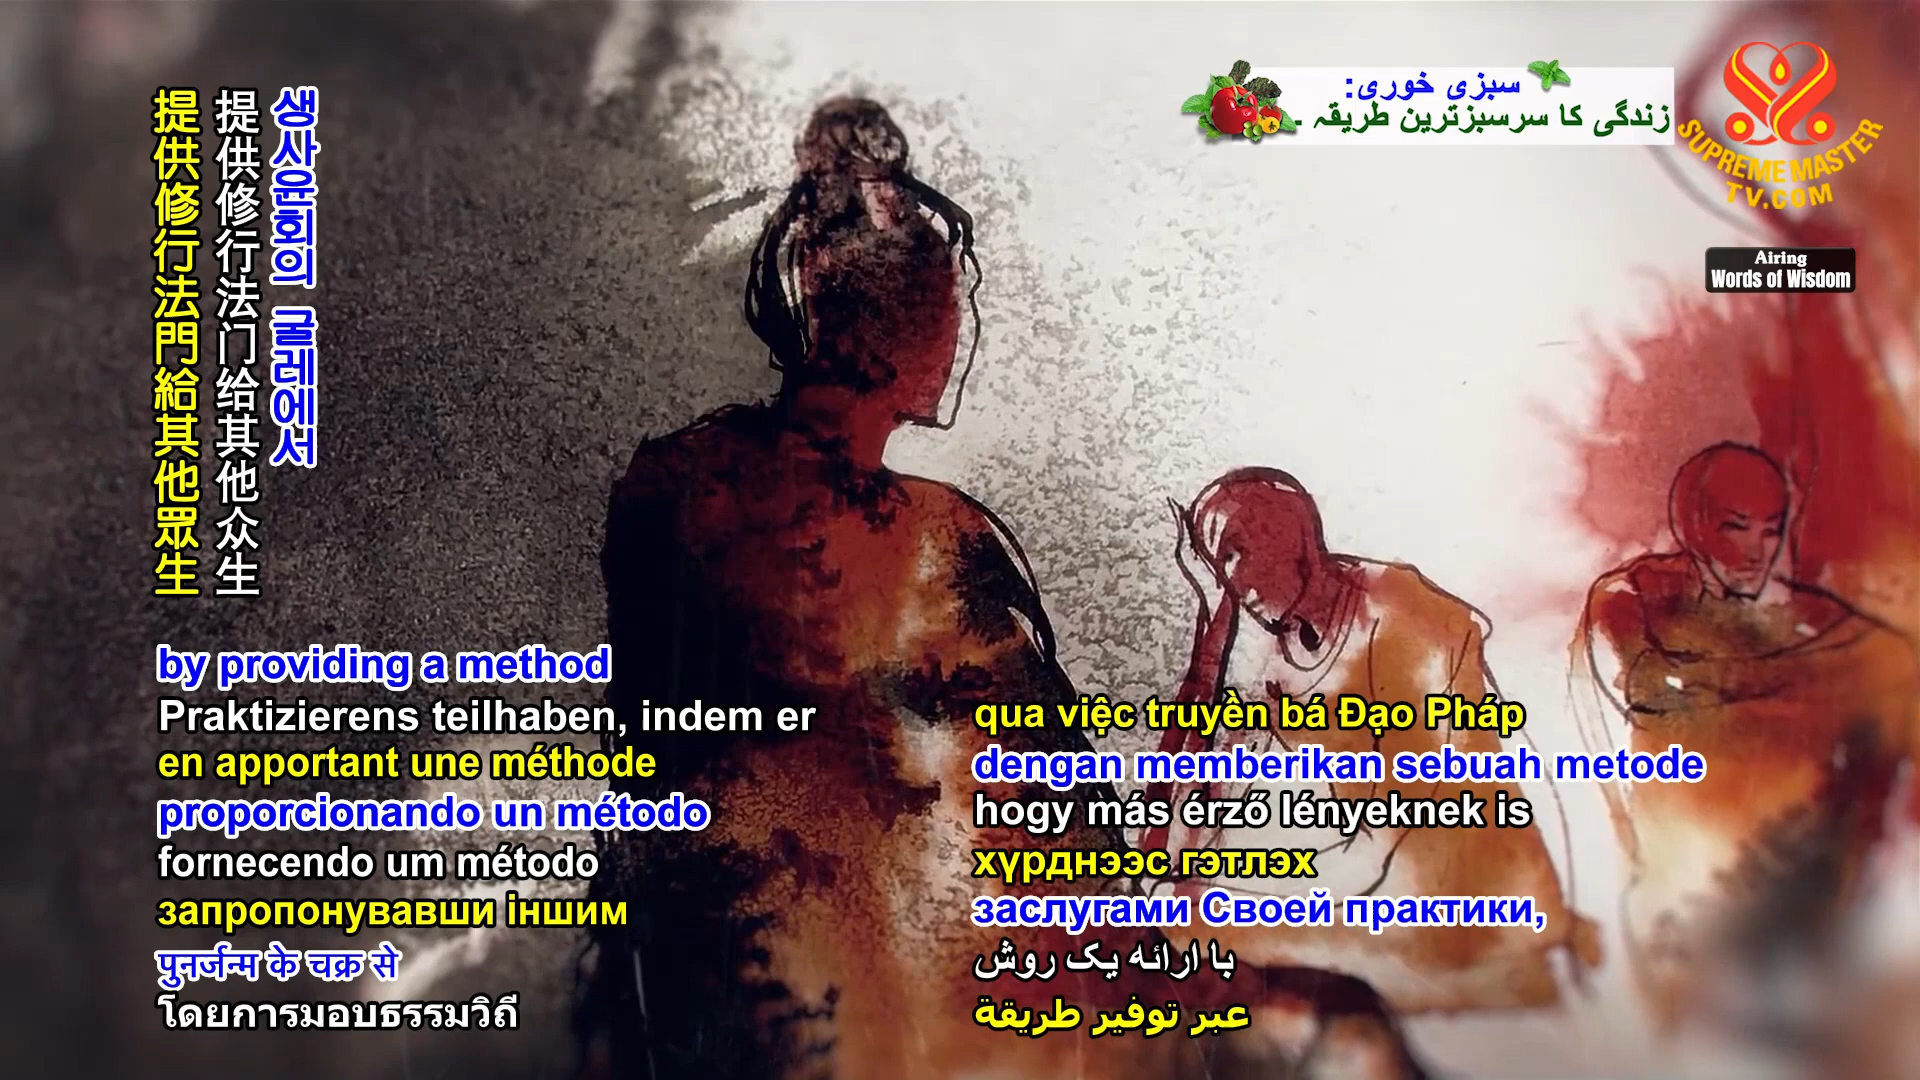 سبزی خوری:
زندگی کا سرسبزترین طریقہ -
SUPREME MASTER
TV.COM
Airing
Words of Wisdom
생사윤회의 굴레에서
提供修行法门给其他众生
提供修行法門給其他眾生
by providing a method
Praktizierens teilhaben, indem er
en apportant une méthode
proporcionando un método
fornecendo um método
запропонувавши іншим
पुनर्जन्म के चक्र से
โดยการมอบธรรมวิถี
qua việc truyền bá Đạo Pháp
dengan memberikan sebuah metode
hogy más érző lényeknek is
хүрднээс гэтлэх
заслугами Своей практики,
با ارائه یک روش
عبر توفير طريقة